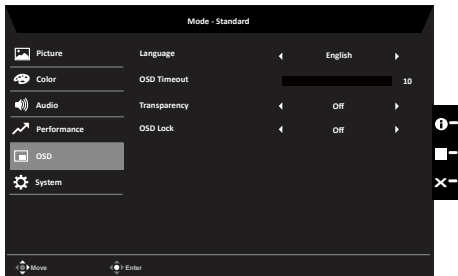 Mode - Standard
Picture
Language English
Color
OSD Timeout 10
Audio
Transparency Off
Performance
OSD Lock Off
OSD
System
Move Enter